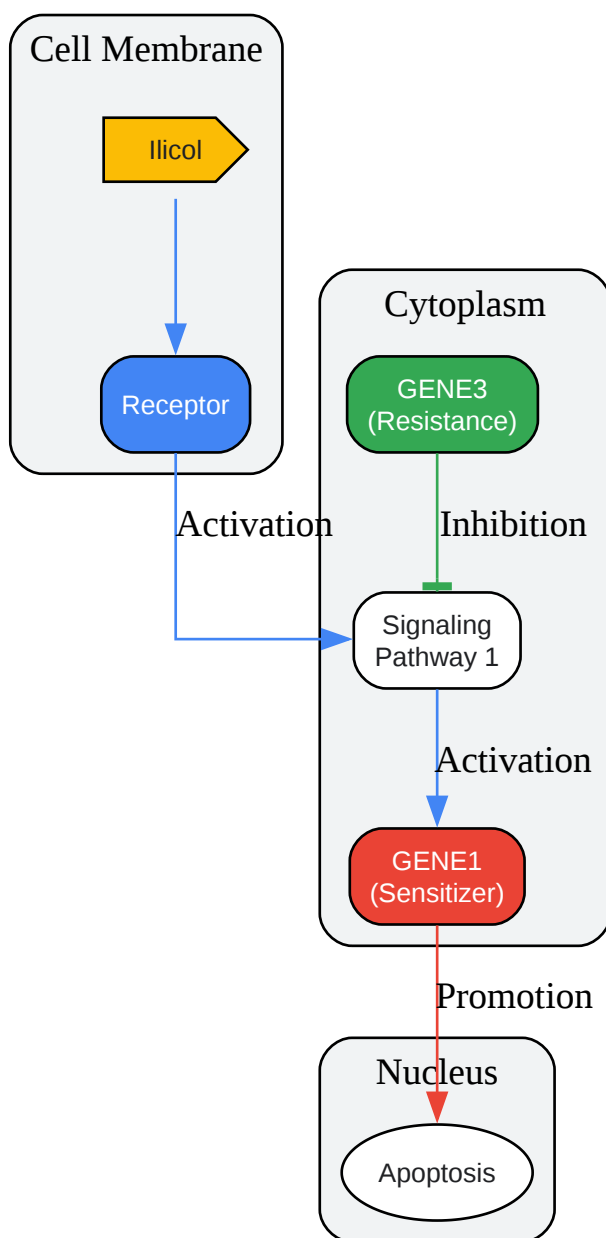 Cell Membrane
Ilicol
Receptor
Activation
Cytoplasm
GENE3
(Resistance)
Inhibition
Signaling
Pathway 1
Activation
GENE1
(Sensitizer)
Promotion
Nucleus
Apoptosis